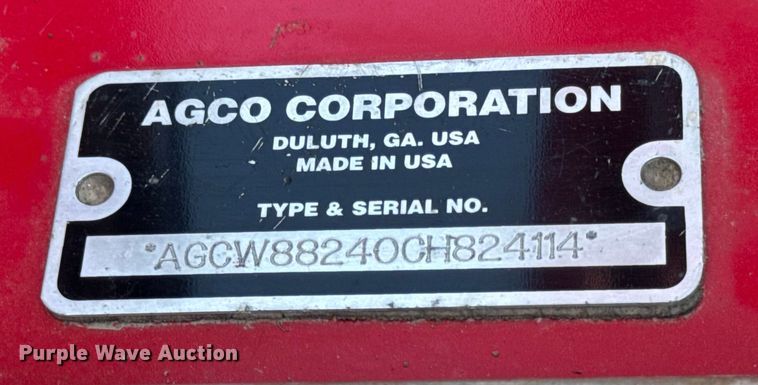 AGCO CORPORATION
DULUTH, GA. USA
MADE IN USA
TYPE & SERIAL NO.
*AGCW88240CH824114*
Purple Wave Auction